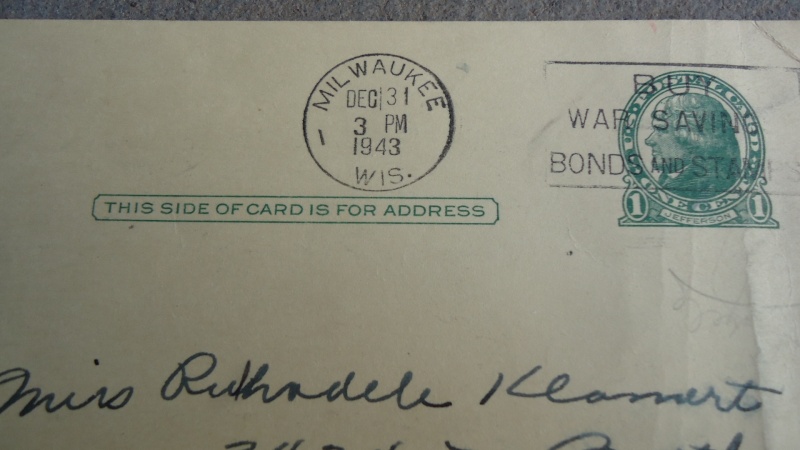 MILWAUKEE
1
DEC 31
3 PM
1943
WIS.
BUY
WAR SAVIN
BONDS AND STAMPS
1 JEFFERSON 1
THIS SIDE OF CARD IS FOR ADDRESS
Miss Ruthadele Klamert